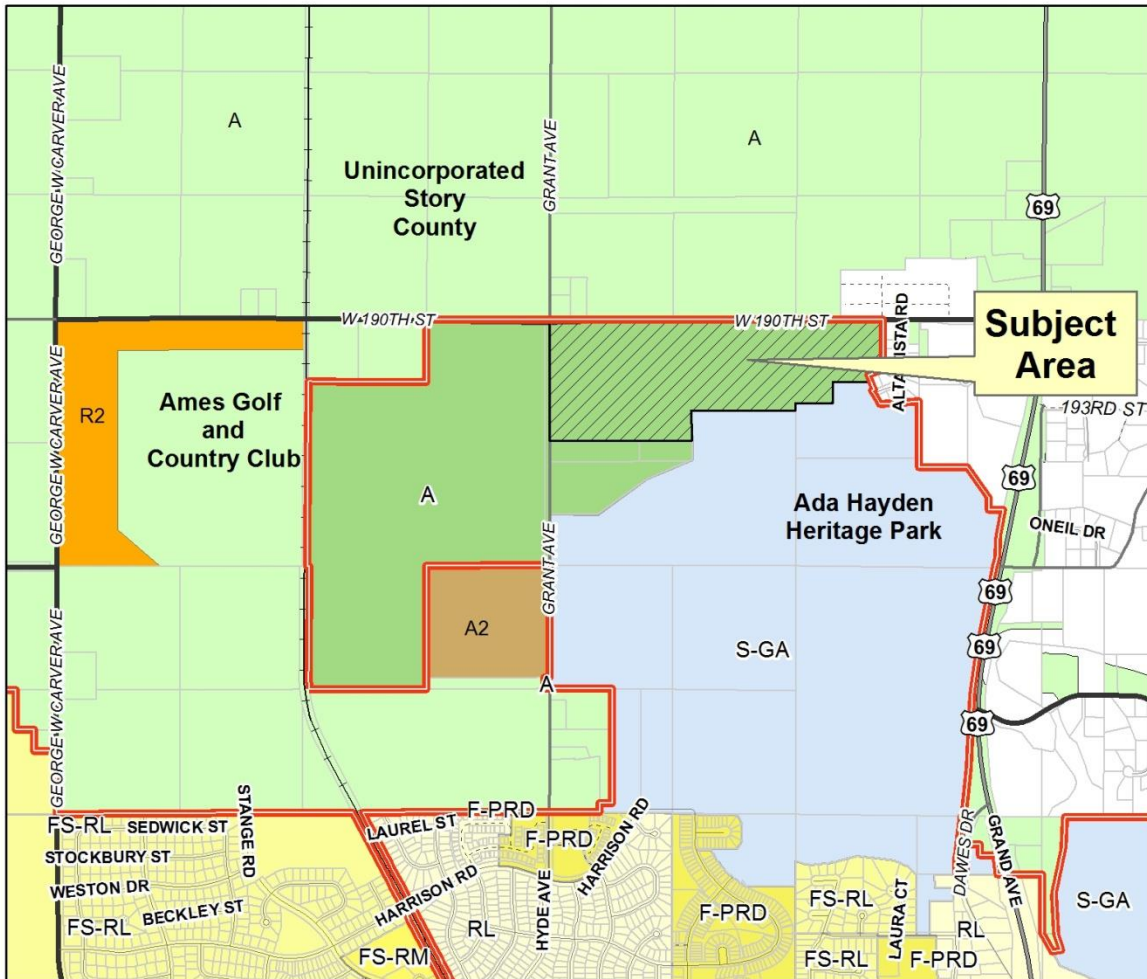 A
A
GEORGE W CARVER AVE
GRANT AVE
Unincorporated
Story
County
69
W 190TH ST
W 190TH ST
ALTA VISTA RD
Subject
Area
R2
Ames Golf
and
Country Club
GEORGE W CARVER AVE
193RD ST
69
A
Ada Hayden
Heritage Park
ONEIL DR
GRANT AVE
69
A2
S-GA
69
A
69
GEORGE W CARVER AVE
STANGE RD
F-PRD
FS-RL
SEDWICK ST
LAUREL ST
F-PRD
HARRISON RD
STOCKBURY ST
WESTON DR
BECKLEY ST
HARRISON RD
HYDE AVE
FS-RL
RL
F-PRD
FS-RM
FS-RL
FS-RL
LAURA CT
F-PRD
RL
DAWES DR
GRAND AVE
S-GA